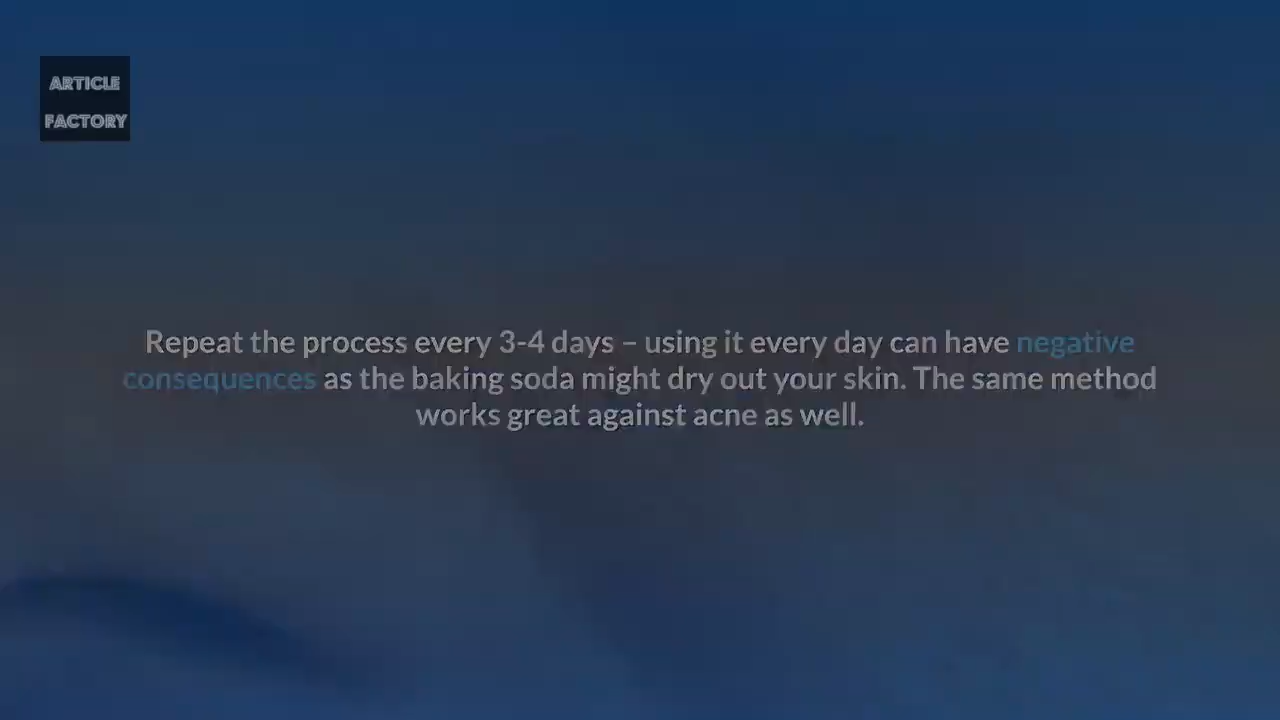 ARTICLE
FACTORY
Repeat the process every 3-4 days – using it every day can have negative
consequences as the baking soda might dry out your skin. The same method
works great against acne as well.